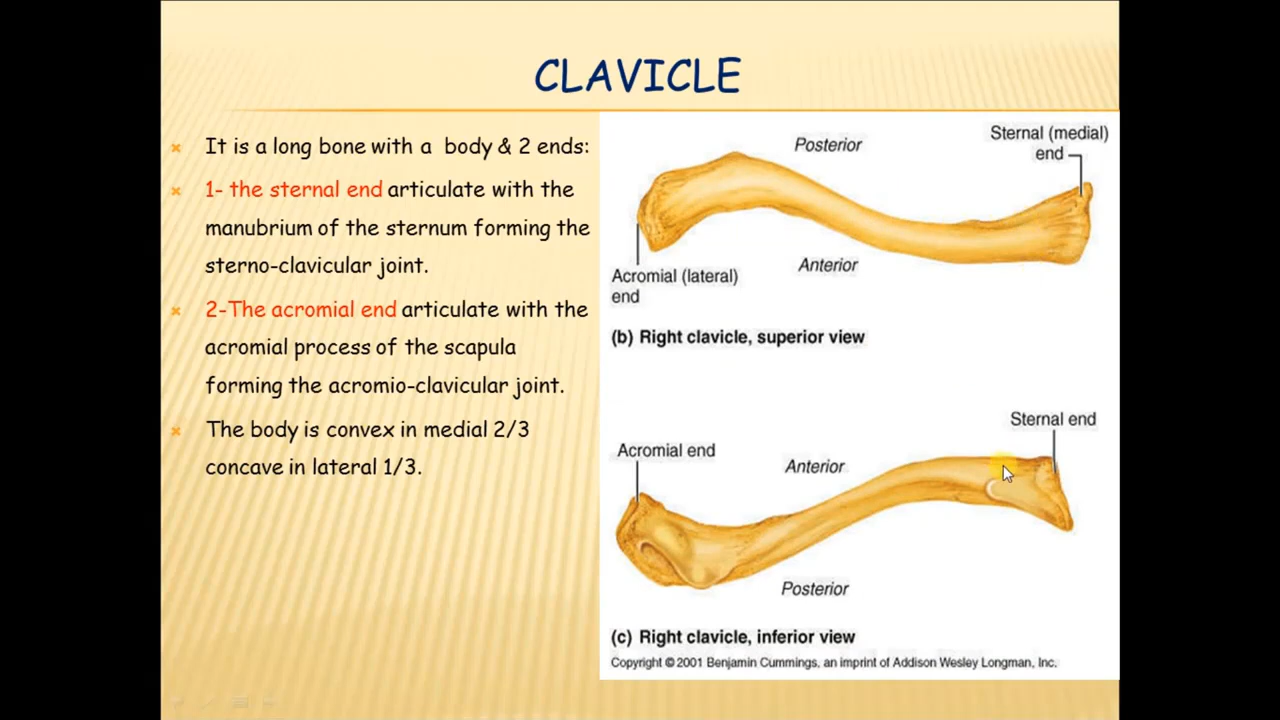 CLAVICLE
It is a long bone with a body & 2 ends:
1- the sternal end articulate with the
manubrium of the sternum forming the
sterno-clavicular joint.
2-The acromial end articulate with the
acromial process of the scapula
forming the acromio-clavicular joint.
The body is convex in medial 2/3
concave in lateral 1/3.
Posterior
Sternal (medial)
end
Anterior
Acromial (lateral)
end
(b) Right clavicle, superior view
Sternal end
Acromial end
Anterior
Posterior
(c) Right clavicle, inferior view
Copyright © 2001 Benjamin Cummings, an imprint of Addison Wesley Longman, Inc.